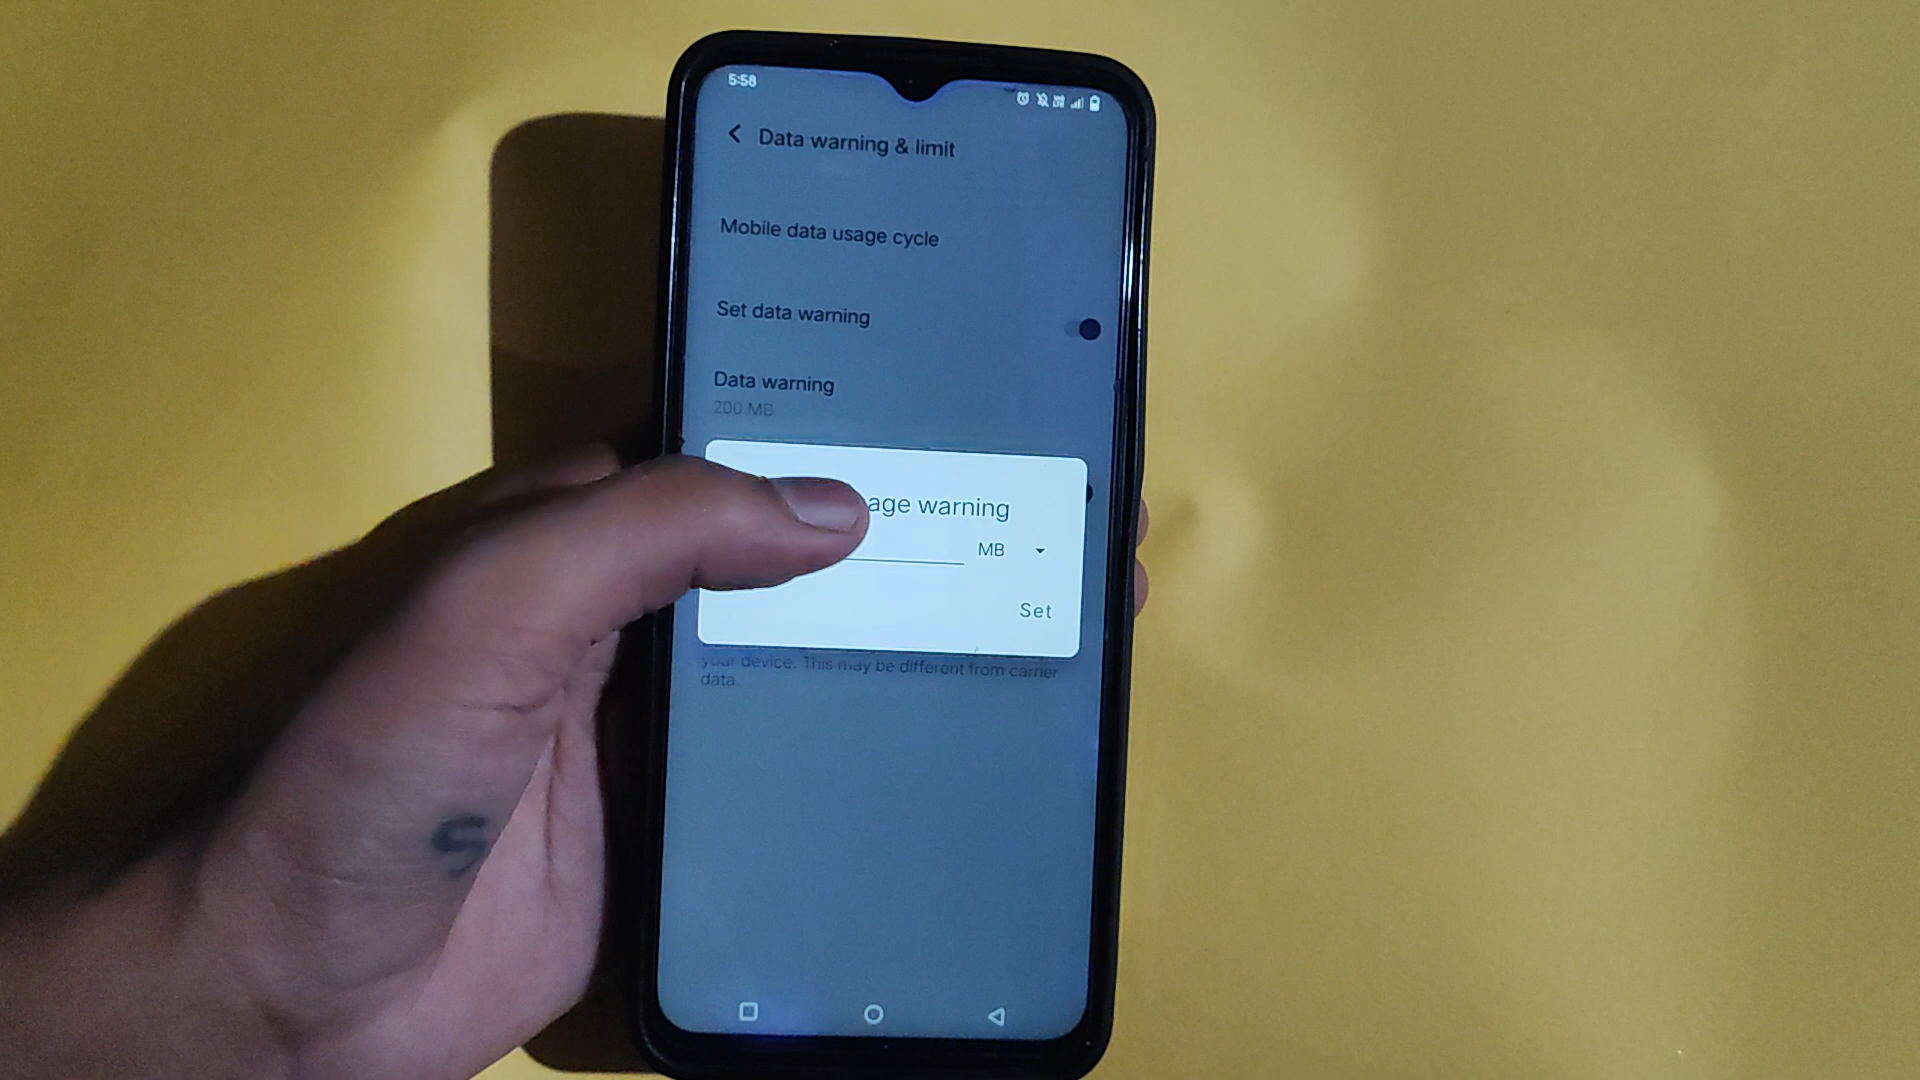 5:58
Data warning & limit
Mobile data usage cycle
Set data warning
Data warning
200 MB
warning
MB
Set
your device. This may be different from carrier
data.
S